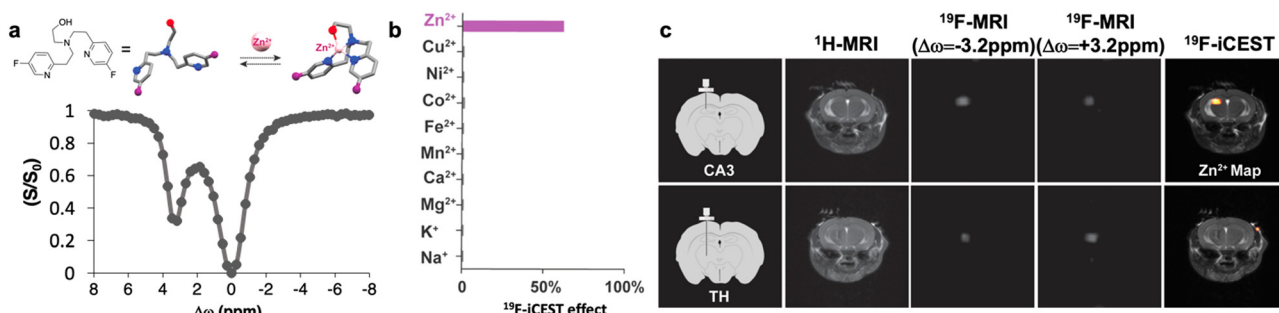 a
OH
N
N
N
F
F
=
Zn²⁺
Zn²⁺
(S/S₀)
1
0.8
0.6
0.4
0.2
0
8 6 4 2 0 -2 -4 -6 -8
Δω (ppm)
b
Zn²⁺
Cu²⁺
Ni²⁺
Co²⁺
Fe²⁺
Mn²⁺
Ca²⁺
Mg²⁺
K⁺
Na⁺
0 50% 100%
¹⁹F-iCEST effect
c
¹H-MRI
¹⁹F-MRI
(Δω=-3.2ppm)
¹⁹F-MRI
(Δω=+3.2ppm)
¹⁹F-iCEST
CA3
Zn²⁺ Map
TH